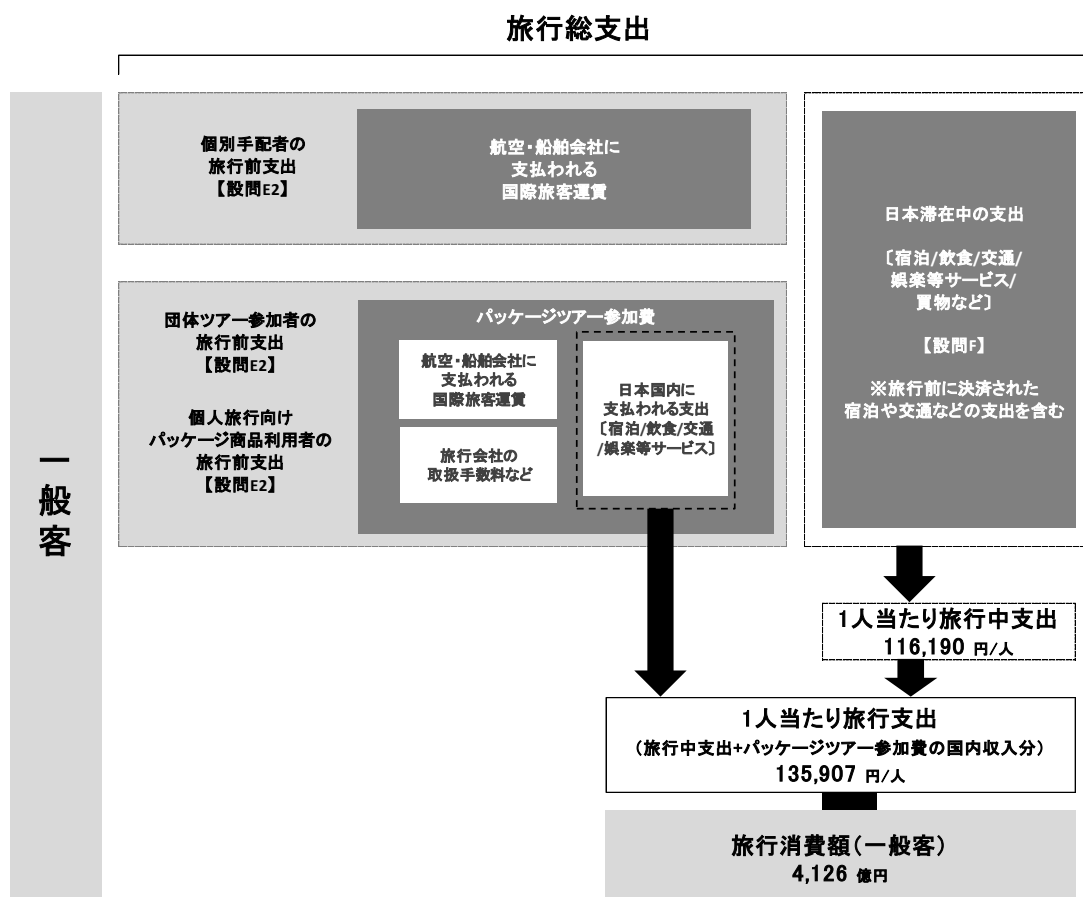 旅行総支出
一般客
個別手配者の
旅行前支出
【設問E2】
航空・船舶会社に
支払われる
国際旅客運賃
団体ツアー参加者の
旅行前支出
【設問E2】
個人旅行向け
パッケージ商品利用者の
旅行前支出
【設問E2】
パッケージツアー参加費
航空・船舶会社に
支払われる
国際旅客運賃
旅行会社の
取扱手数料など
日本国内に
支払われる支出
〔宿泊/飲食/交通
/娯楽等サービス〕
日本滞在中の支出
〔宿泊/飲食/交通/
娯楽等サービス/
買物など〕
【設問F】
※旅行前に決済された
宿泊や交通などの支出を含む
1人当たり旅行中支出
116,190 円/人
1人当たり旅行支出
（旅行中支出+パッケージツアー参加費の国内収入分）
135,907 円/人
旅行消費額（一般客）
4,126 億円